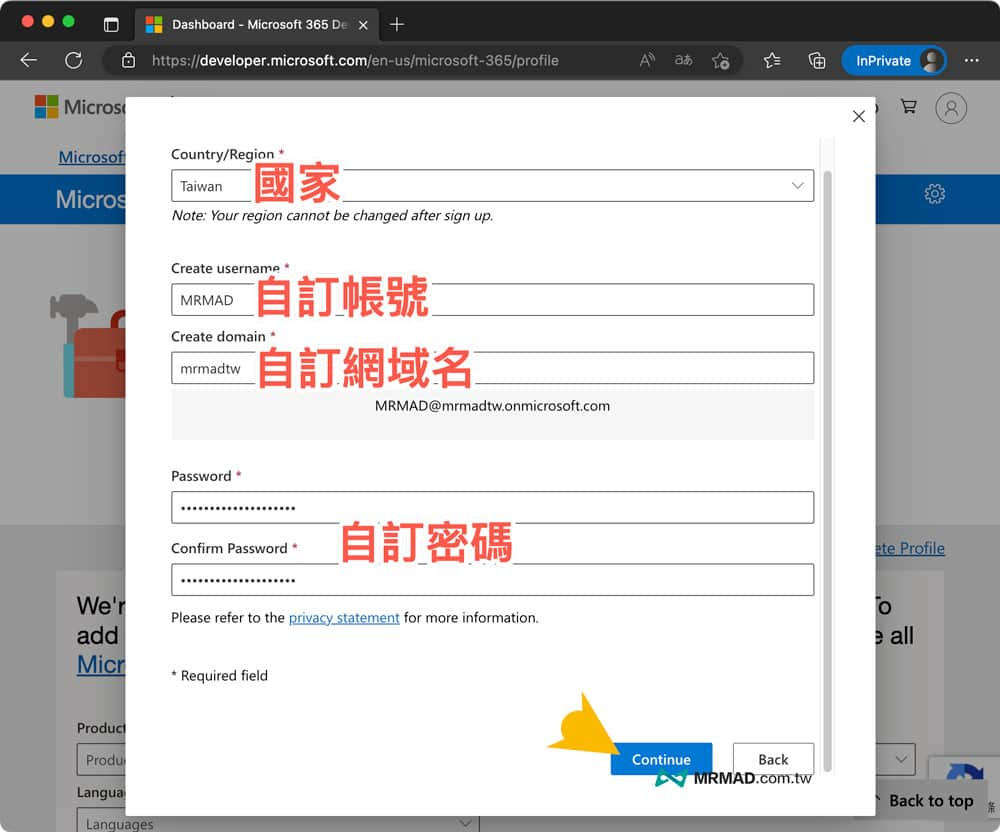 Dashboard - Microsoft 365 De
https://developer.microsoft.com/en-us/microsoft-365/profile
InPrivate
Microso
Microsof
Micros
Country/Region *
Taiwan
國家
Note: Your region cannot be changed after sign up.
Create username *
MRMAD
自訂帳號
Create domain *
mrmadtw
自訂網域名
MRMAD@mrmadtw.onmicrosoft.com
Password *
自訂密碼
Confirm Password *
Please refer to the privacy statement for more information.
* Required field
Continue
Back
MRMAD.com.tw
ete Profile
We'r
To
add
e all
Micr
Product
Produ
Langua
Languages
Back to top